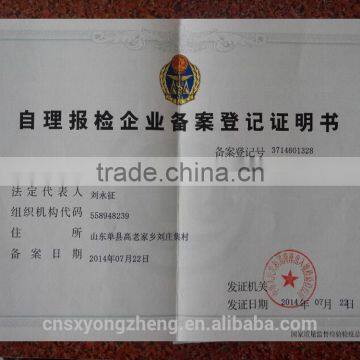 自理报检企业备案登记证明书
备案登记号 3714601328
trade.china.cn
法定代表人 刘永征
组织机构代码 558948239
住所 山东单县高老家乡刘庄集村
备案日期 2014年07月22日
发证机关
发证日期 2014年07月22日
cnsxyongzheng.en.alibaba.com